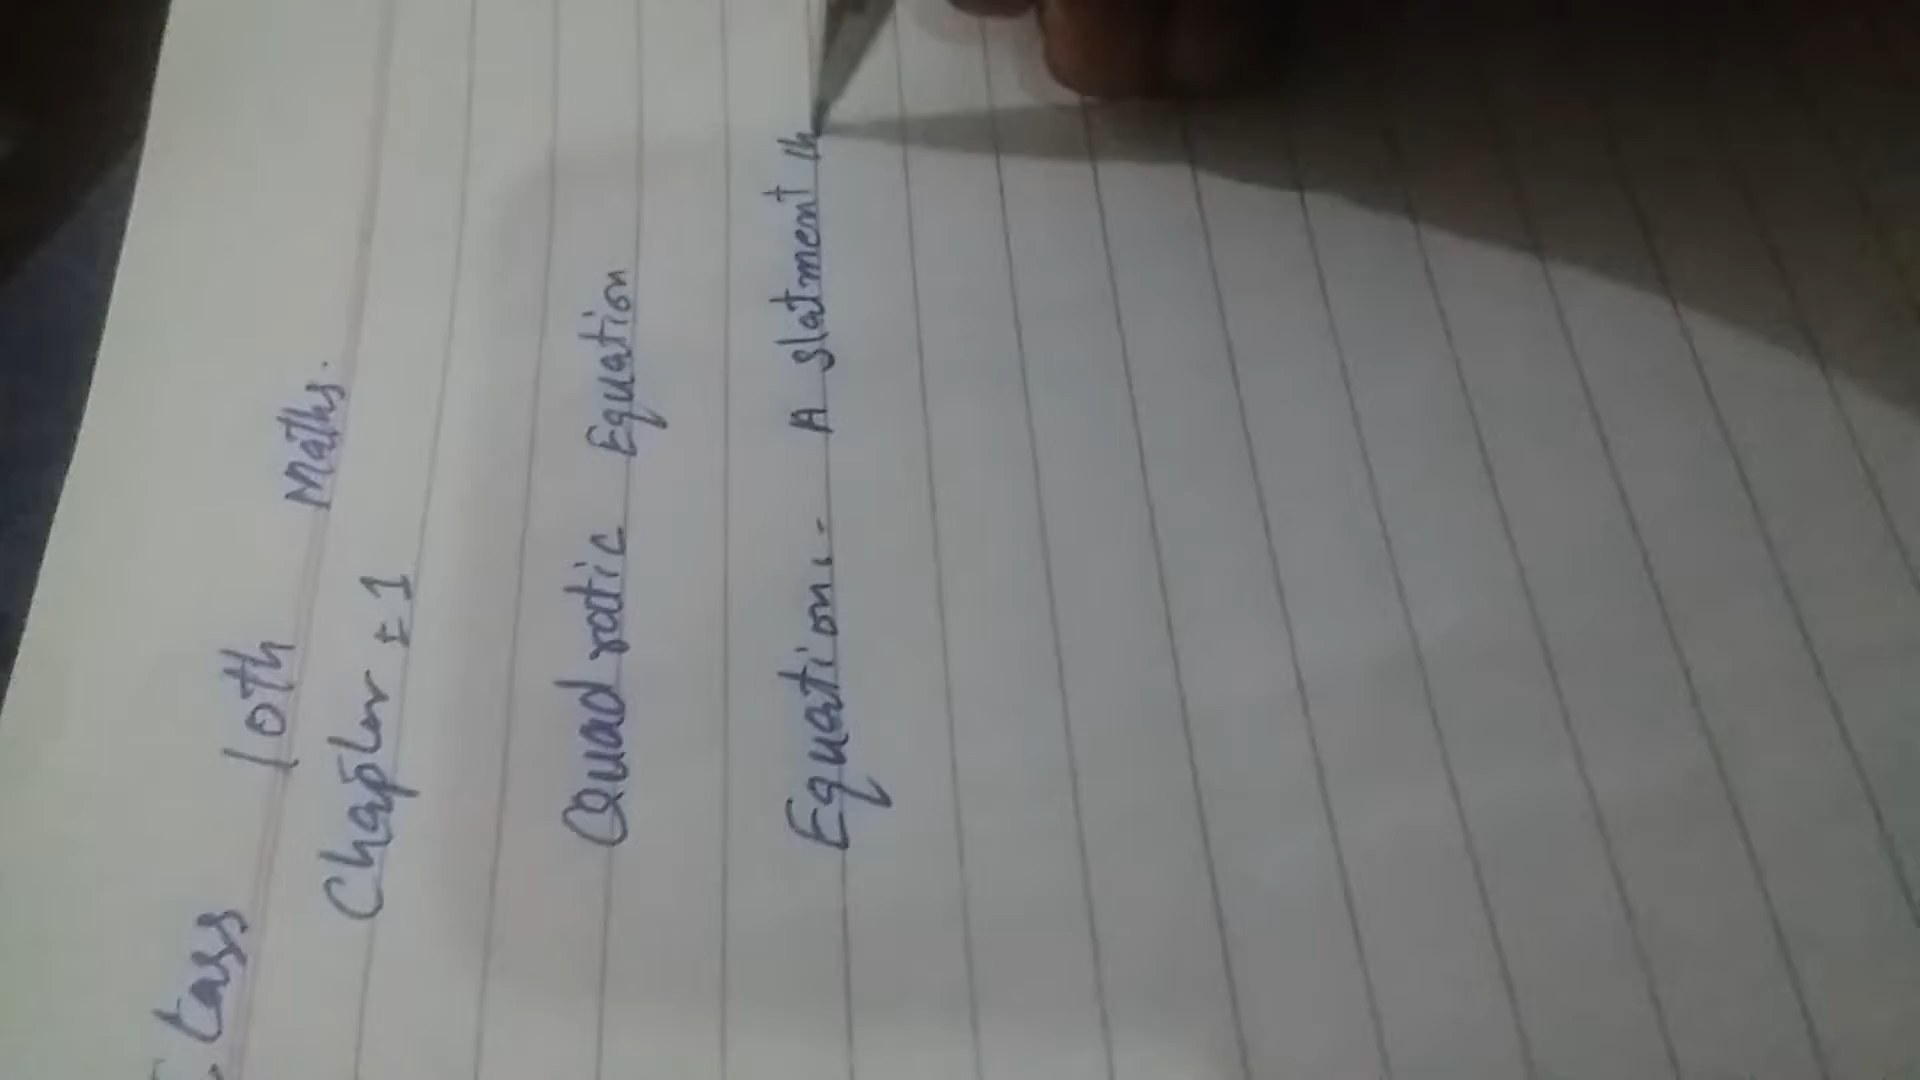 Class 10th Maths.
Chapter = 1
Quadratic Equation
Equation:- A statment th